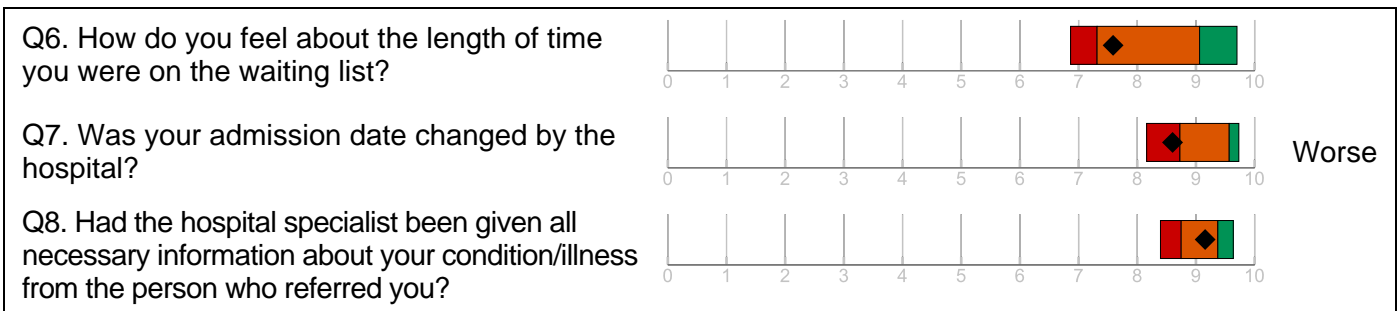 Q6. How do you feel about the length of time
you were on the waiting list?
0 1 2 3 4 5 6 7 8 9 10
Q7. Was your admission date changed by the
hospital?
0 1 2 3 4 5 6 7 8 9 10
Worse
Q8. Had the hospital specialist been given all
necessary information about your condition/illness
from the person who referred you?
0 1 2 3 4 5 6 7 8 9 10